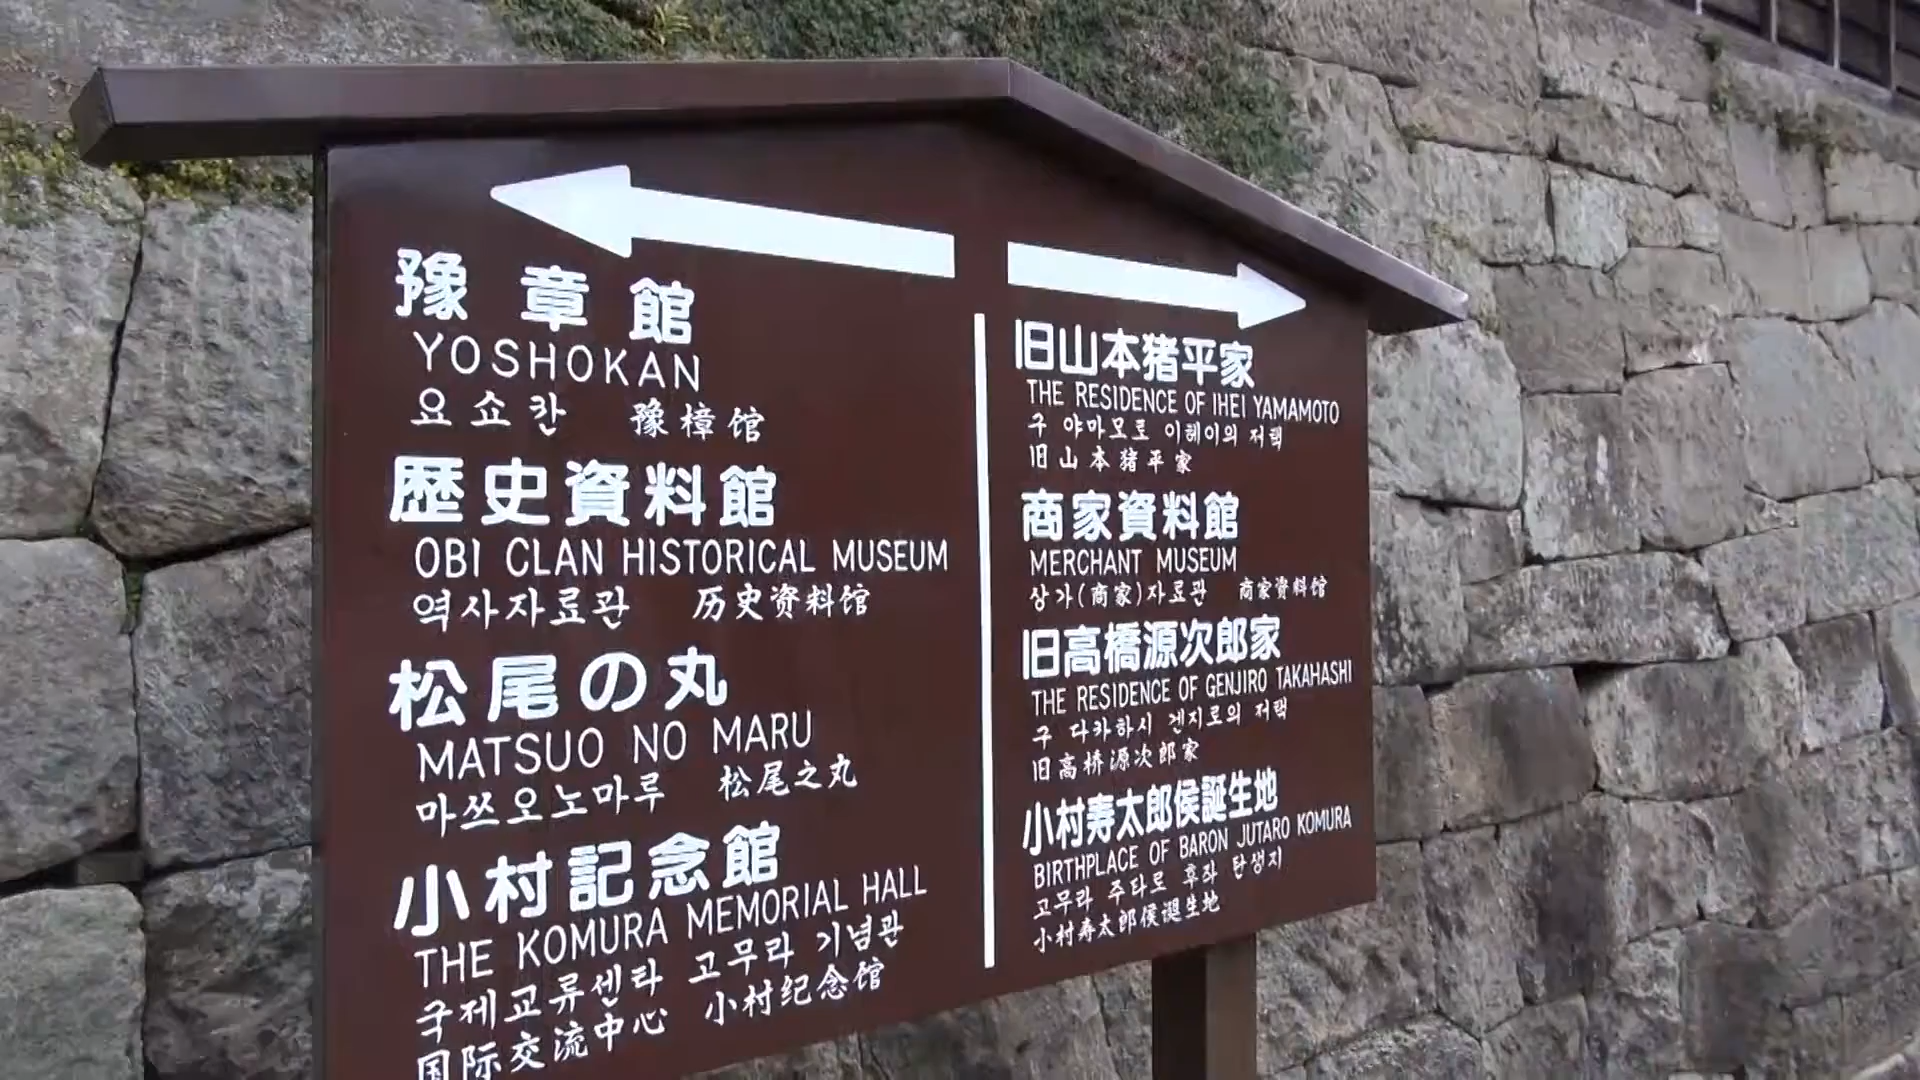 豫章館
YOSHOKAN
요쇼칸 豫樟馆
歴史資料館
OBI CLAN HISTORICAL MUSEUM
역사자료관 历史资料馆
松尾の丸
MATSUO NO MARU
마쓰오노마루 松尾之丸
小村記念館
THE KOMURA MEMORIAL HALL
국제교류센타 고무라 기념관
国际交流中心 小村纪念馆
旧山本猪平家
THE RESIDENCE OF IHEI YAMAMOTO
구 야마모토 이헤이의 저택
旧山本猪平家
商家資料館
MERCHANT MUSEUM
상가(商家)자료관 商家资料馆
旧高橋源次郎家
THE RESIDENCE OF GENJIRO TAKAHASHI
구 다카하시 겐지로의 저택
旧高桥源次郎家
小村寿太郎侯誕生地
BIRTHPLACE OF BARON JUTARO KOMURA
고무라 주타로 후작 탄생지
小村寿太郎侯诞生地